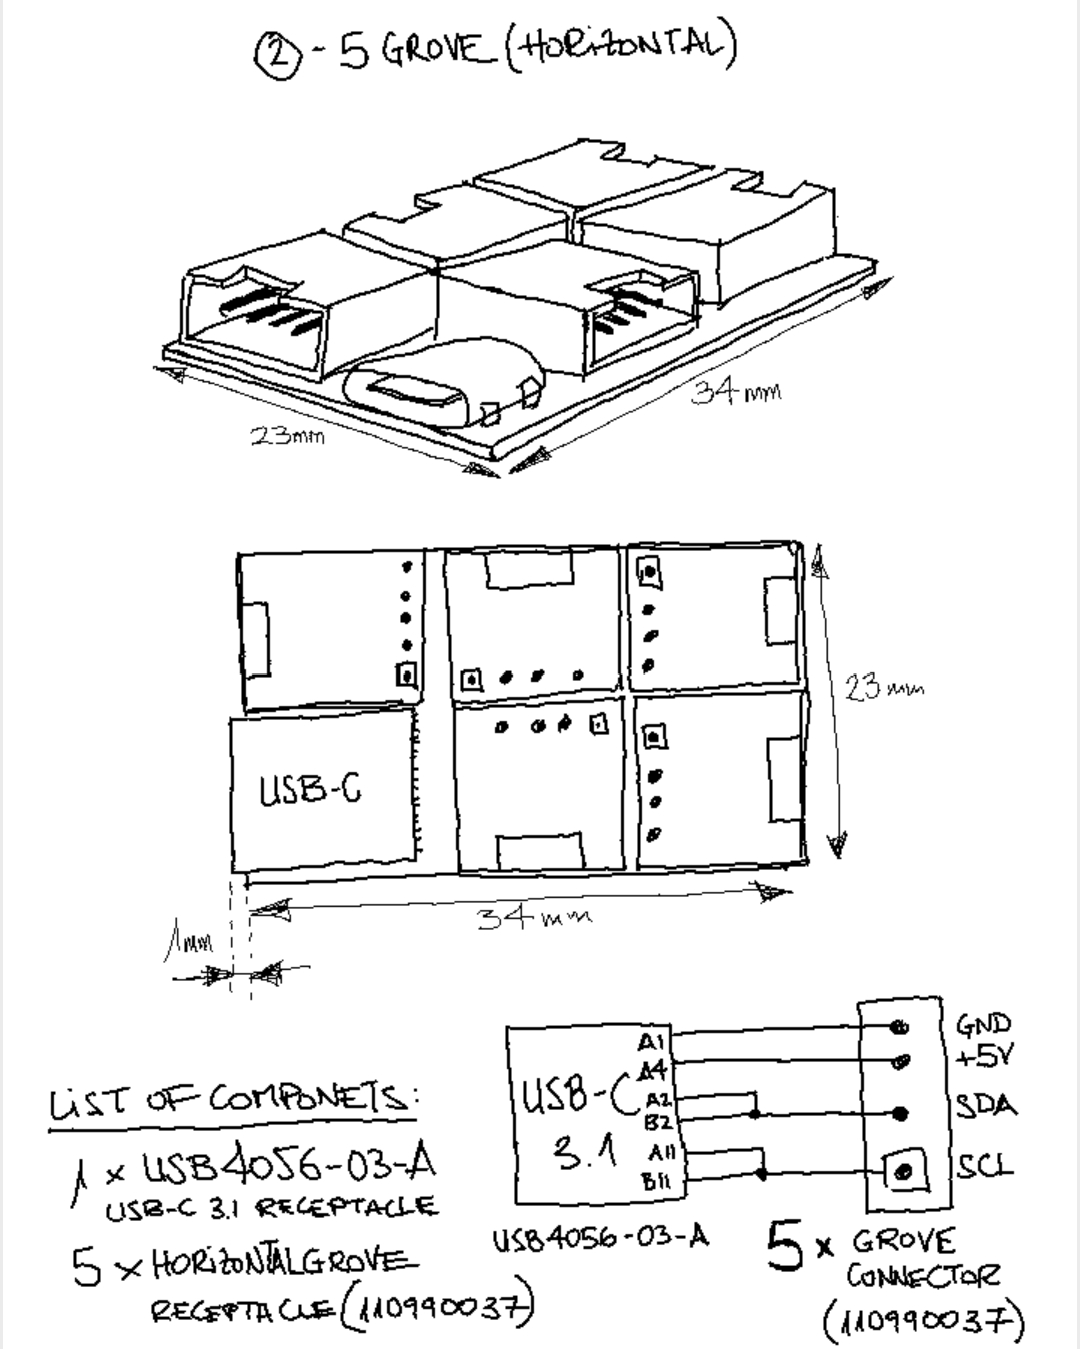 ② - 5 GROVE (HORIZONTAL)
34mm
23mm
23mm
USB-C
34mm
1mm
LIST OF COMPONETS:
1 x USB4056-03-A
USB-C 3.1 RECEPTACLE
5 x HORIZONTAL GROVE
RECEPTACLE (110990037)
USB-C
3.1
A1
A4
A2
B2
A11
B11
GND
+5V
SDA
SCL
USB4056-03-A
5 x GROVE
CONNECTOR
(110990037)